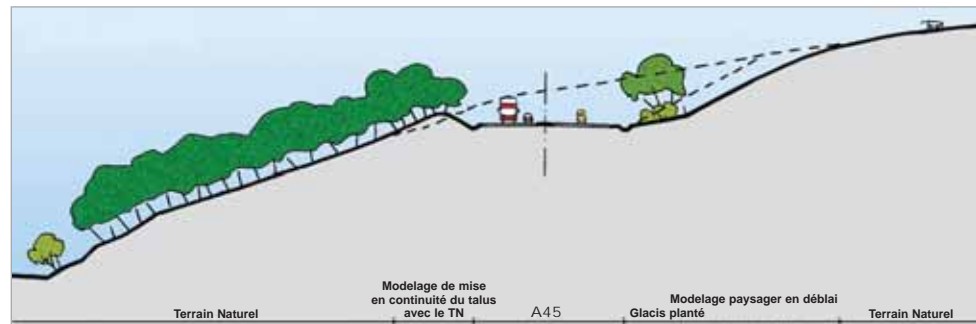 Terrain Naturel
Modelage de mise
en continuité du talus
avec le TN
A45
Modelage paysager en déblai
Glacis planté
Terrain Naturel